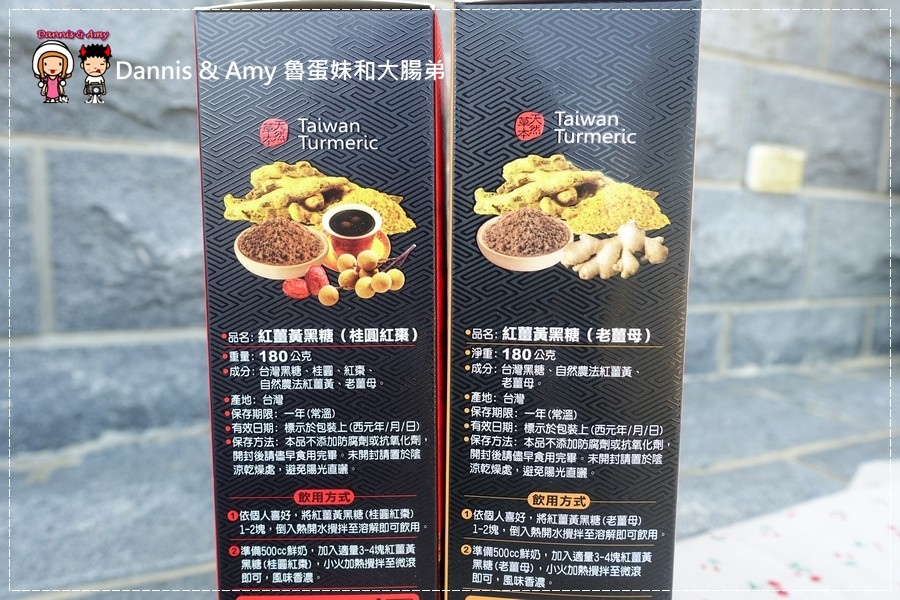 Dannis & Amy
Dannis & Amy 魯蛋妹和大腸弟
天然草本
Taiwan
Turmeric
品名：紅薑黃黑糖（桂圓紅棗）
重量：180公克
成分：台灣黑糖、桂圓、紅棗、
自然農法紅薑黃、老薑母。
產地：台灣
保存期限：一年(常溫)
有效日期：標示於包裝上(西元年/月/日)
保存方法：本品不添加防腐劑或抗氧化劑，
開封後請儘早食用完畢。未開封請置於陰
涼乾燥處，避免陽光直曬。
飲用方式
1 依個人喜好，將紅薑黃黑糖(桂圓紅棗)
1-2塊，倒入熱開水攪拌至溶解即可飲用。
2 準備500cc鮮奶，加入適量3-4塊紅薑黃
黑糖(桂圓紅棗)，小火加熱攪拌至微滾
即可，風味香濃。
天然草本
Taiwan
Turmeric
品名：紅薑黃黑糖（老薑母）
淨重：180公克
成分：台灣黑糖、自然農法紅薑黃、
老薑母。
產地：台灣
保存期限：一年(常溫)
有效日期：標示於包裝上(西元年/月/日)
保存方法：本品不添加防腐劑或抗氧化劑，
開封後請儘早食用完畢。未開封請置於陰
涼乾燥處，避免陽光直曬。
飲用方式
1 依個人喜好，將紅薑黃黑糖(老薑母)
1-2塊，倒入熱開水攪拌至溶解即可飲用。
2 準備500cc鮮奶，加入適量3-4塊紅薑黃
黑糖(老薑母)，小火加熱攪拌至微滾
即可，風味香濃。